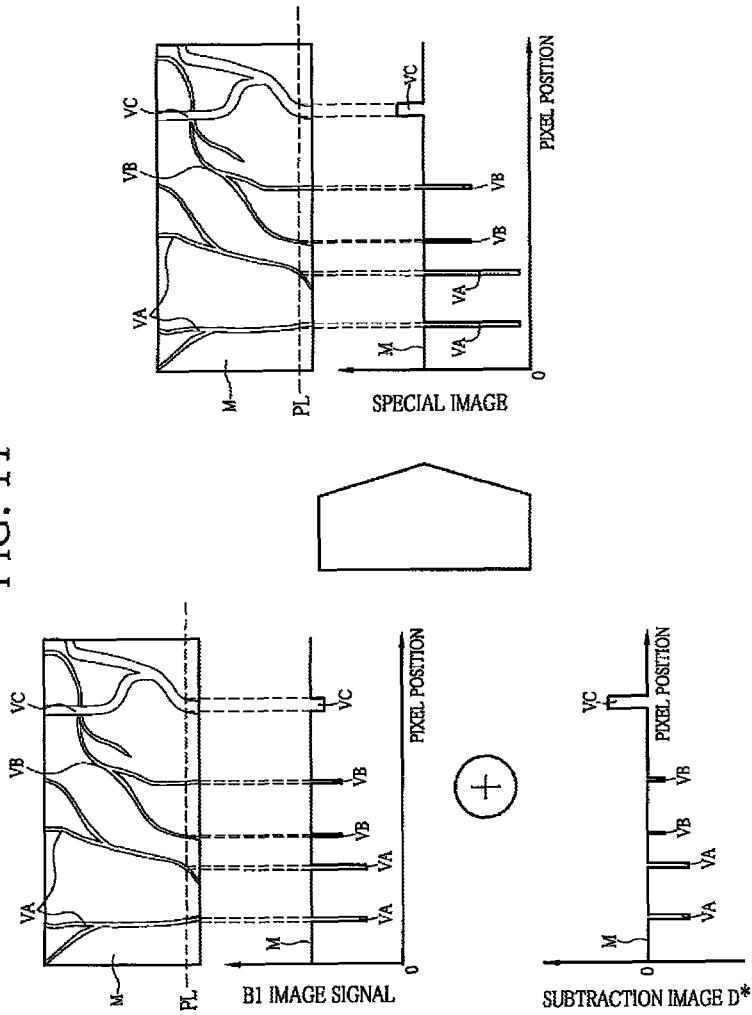 FIG. 11
VA
VB
VC
M
PL
M
VA
VA
VB
VB
VC
B1 IMAGE SIGNAL
0
PIXEL POSITION
+
M
VA
VA
VB
VB
VC
0
SUBTRACTION IMAGE D*
PIXEL POSITION
VA
VB
VC
M
PL
M
VA
VA
VB
VB
VC
SPECIAL IMAGE
0
PIXEL POSITION